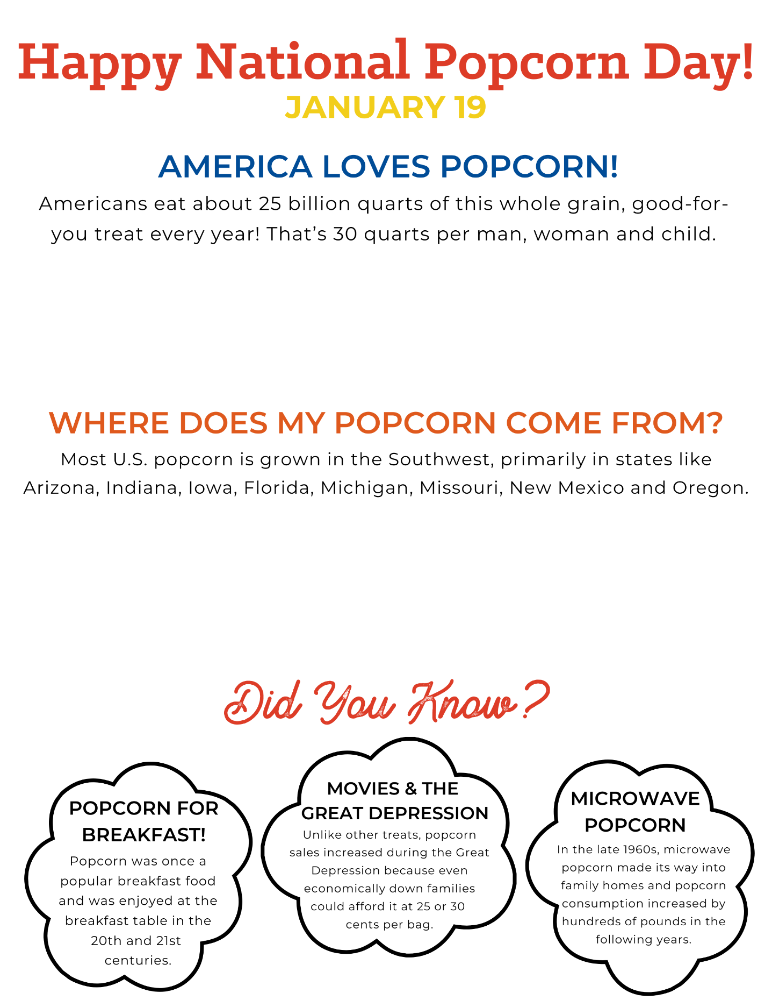 Happy National Popcorn Day!
JANUARY 19
AMERICA LOVES POPCORN!
Americans eat about 25 billion quarts of this whole grain, good-for-
you treat every year! That’s 30 quarts per man, woman and child.
WHERE DOES MY POPCORN COME FROM?
Most U.S. popcorn is grown in the Southwest, primarily in states like
Arizona, Indiana, Iowa, Florida, Michigan, Missouri, New Mexico and Oregon.
Did You Know?
POPCORN FOR
BREAKFAST!
Popcorn was once a
popular breakfast food
and was enjoyed at the
breakfast table in the
20th and 21st
centuries.
MOVIES & THE
GREAT DEPRESSION
Unlike other treats, popcorn
sales increased during the Great
Depression because even
economically down families
could afford it at 25 or 30
cents per bag.
MICROWAVE
POPCORN
In the late 1960s, microwave
popcorn made its way into
family homes and popcorn
consumption increased by
hundreds of pounds in the
following years.